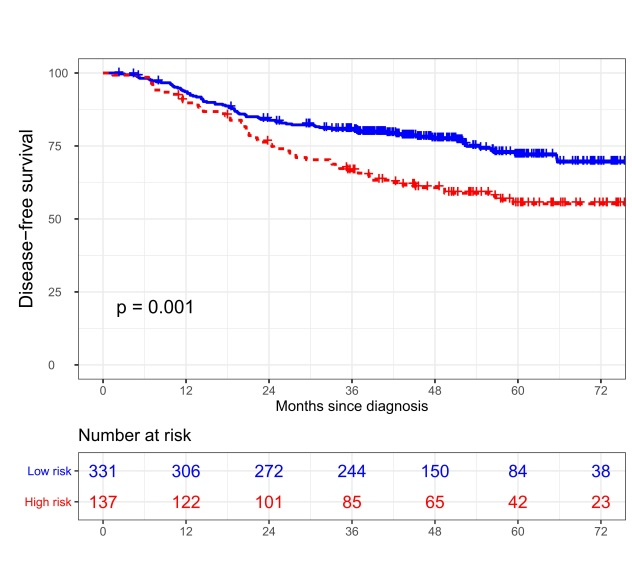 Disease−free survival
100
75
50
25
0
p = 0.001
0 12 24 36 48 60 72
Months since diagnosis
Number at risk
Low risk 331 306 272 244 150 84 38
High risk 137 122 101 85 65 42 23
0 12 24 36 48 60 72